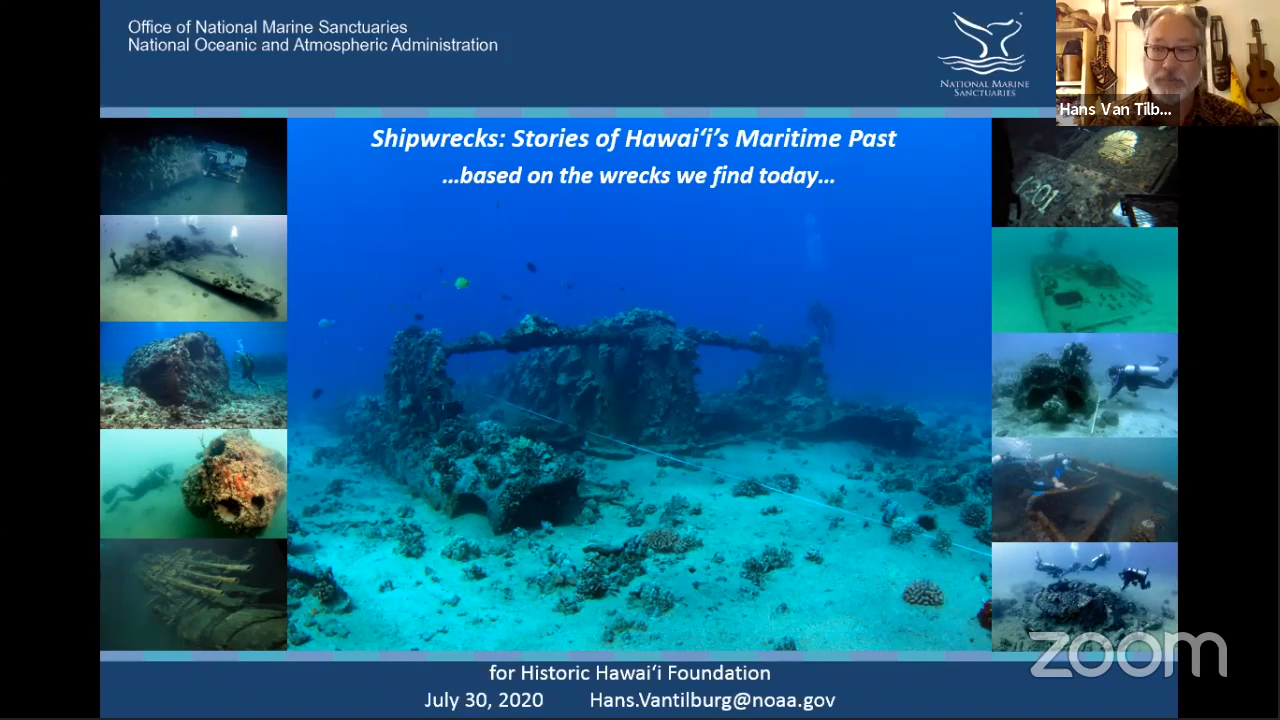 Office of National Marine Sanctuaries
National Oceanic and Atmospheric Administration
NATIONAL MARINE
SANCTUARIES
Hans Van Tilb...
Shipwrecks: Stories of Hawaiʻi’s Maritime Past
...based on the wrecks we find today...
1201
for Historic Hawaiʻi Foundation
July 30, 2020 Hans.Vantilburg@noaa.gov
zoom